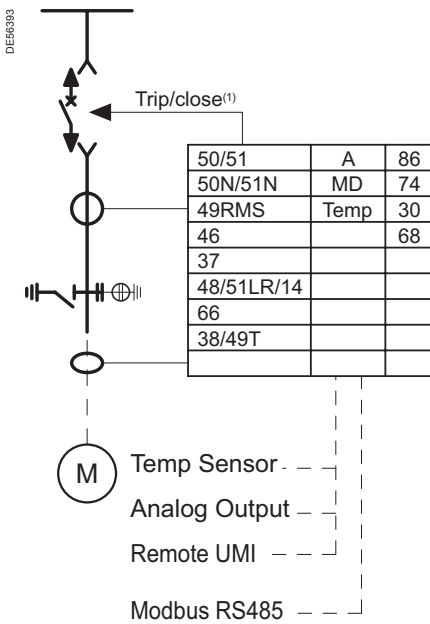 DE56393
Trip/close(1)
50/51 A 86
50N/51N MD 74
49RMS Temp 30
46 68
37
48/51LR/14
66
38/49T
M
Temp Sensor
Analog Output
Remote UMI
Modbus RS485